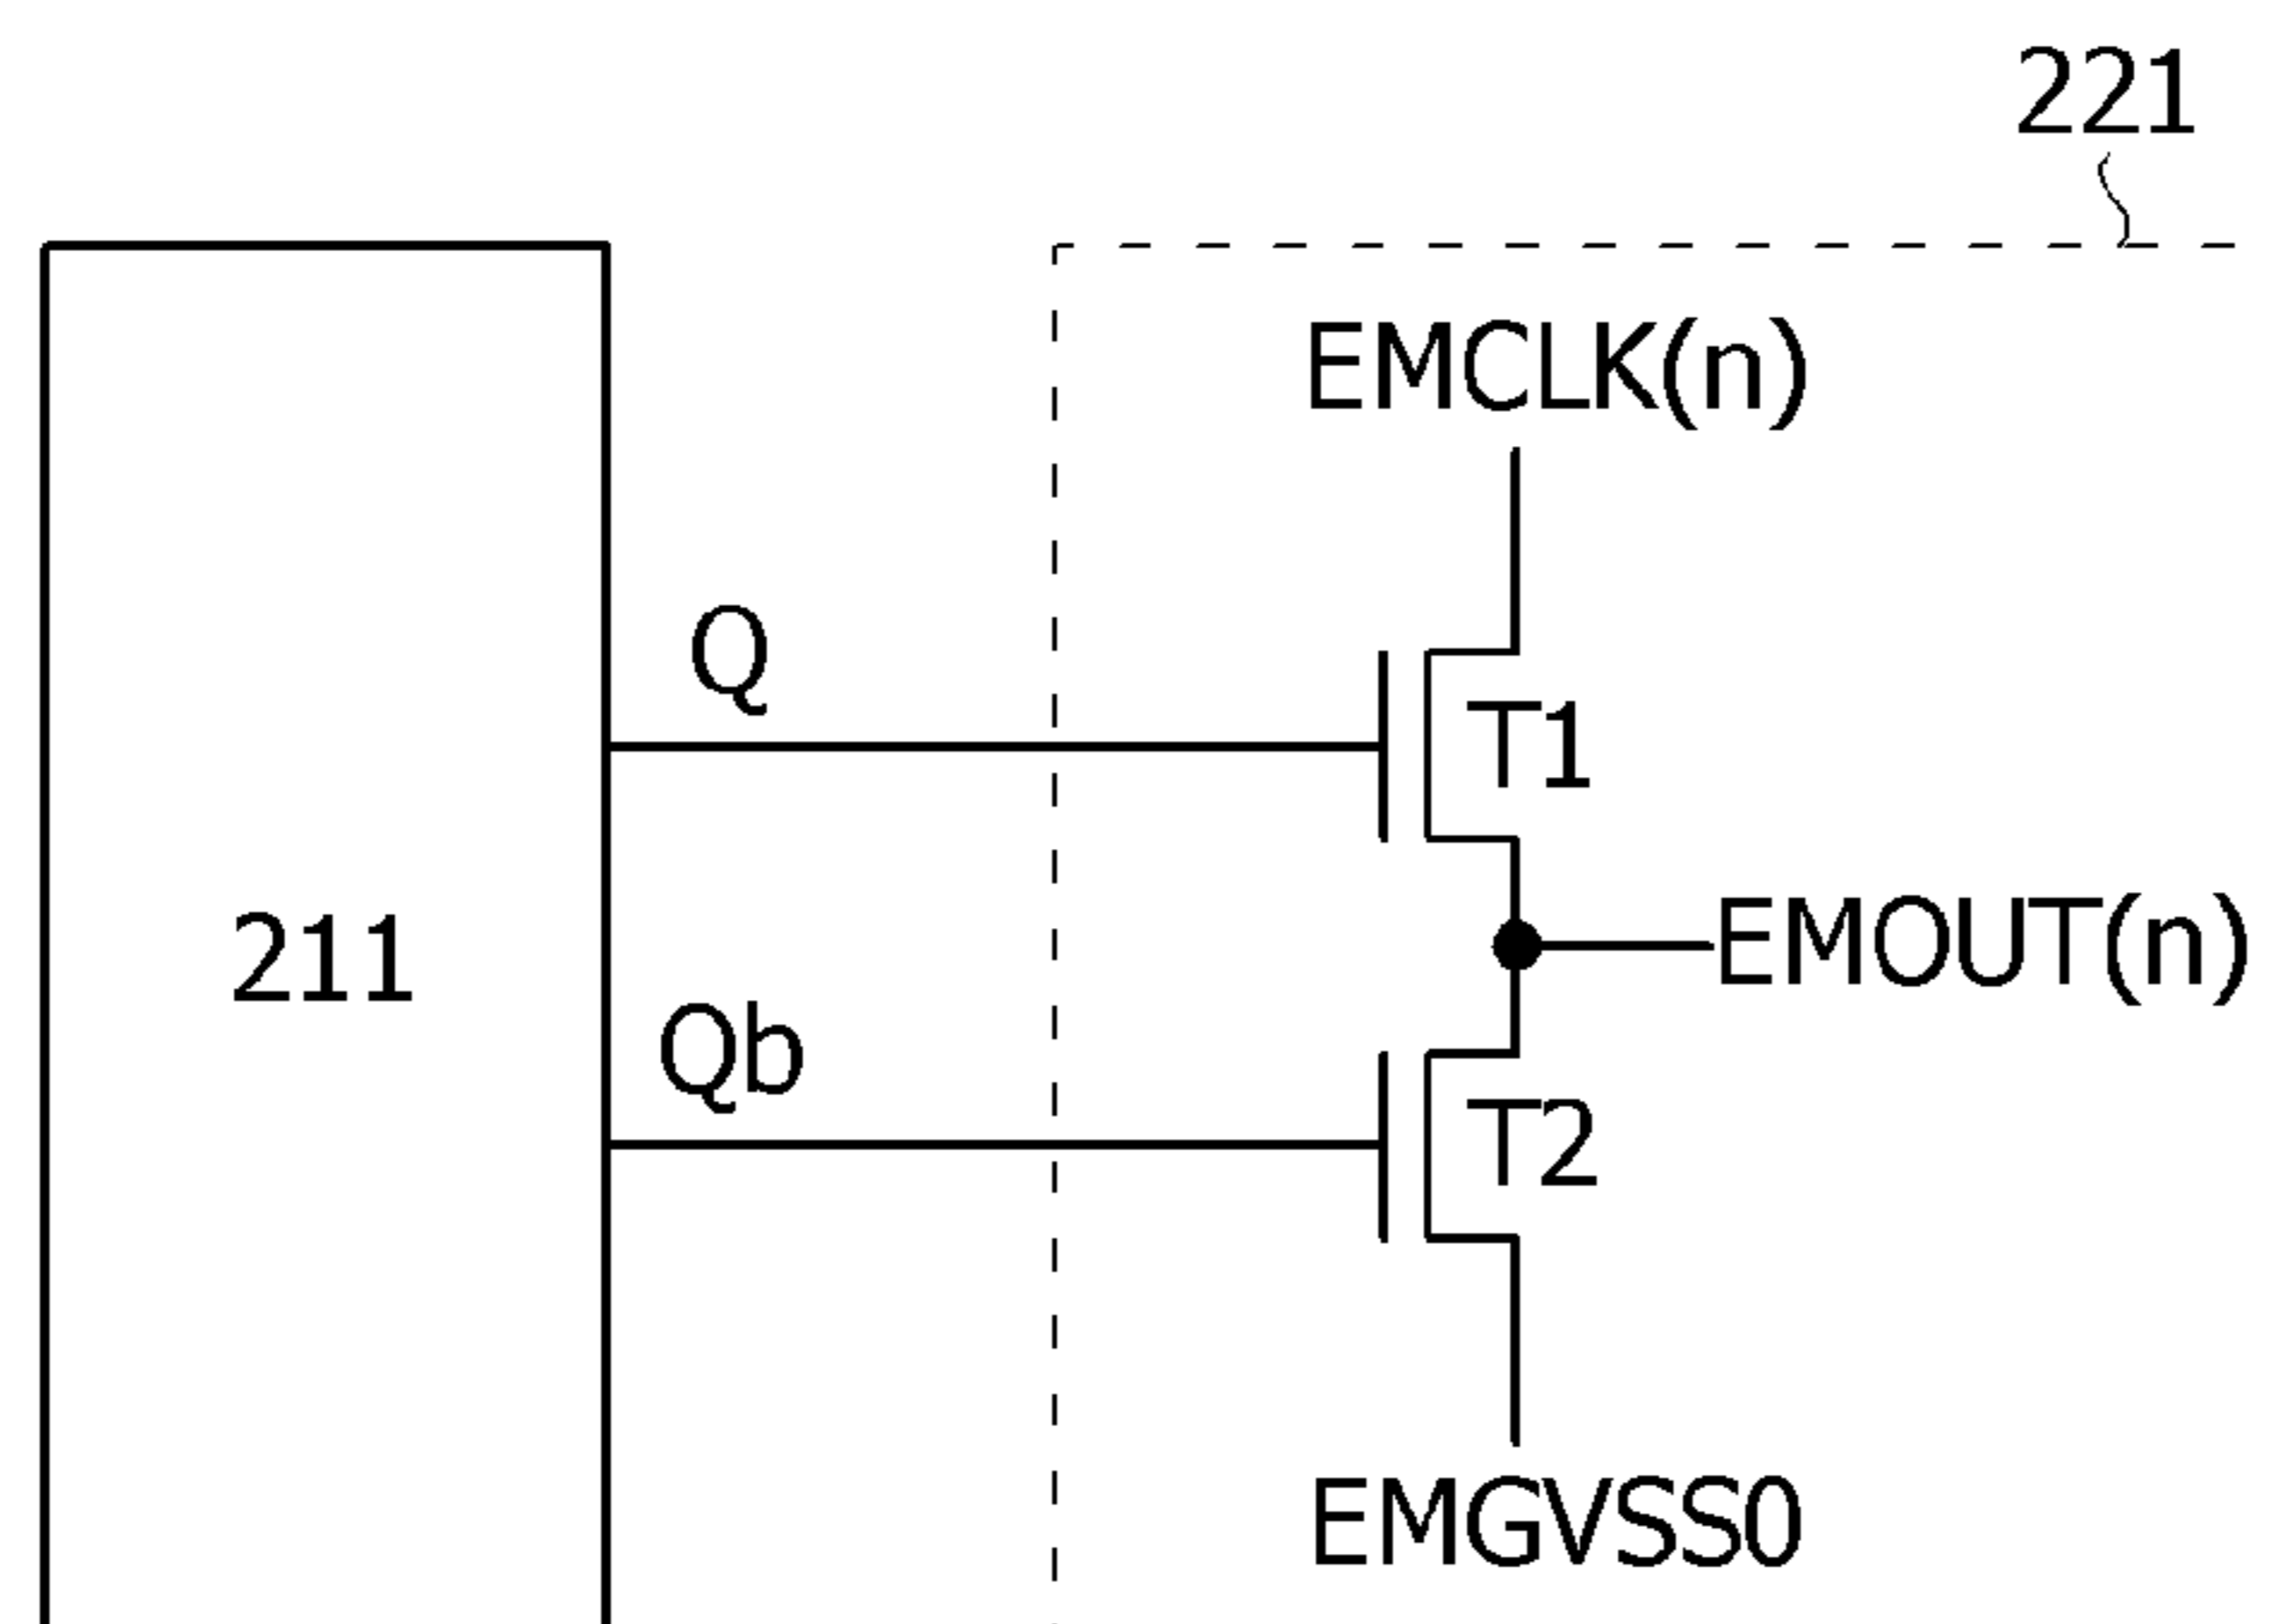 221
EMCLK(n)
Q
T1
211
EMOUT(n)
Qb
T2
EMGVSS0